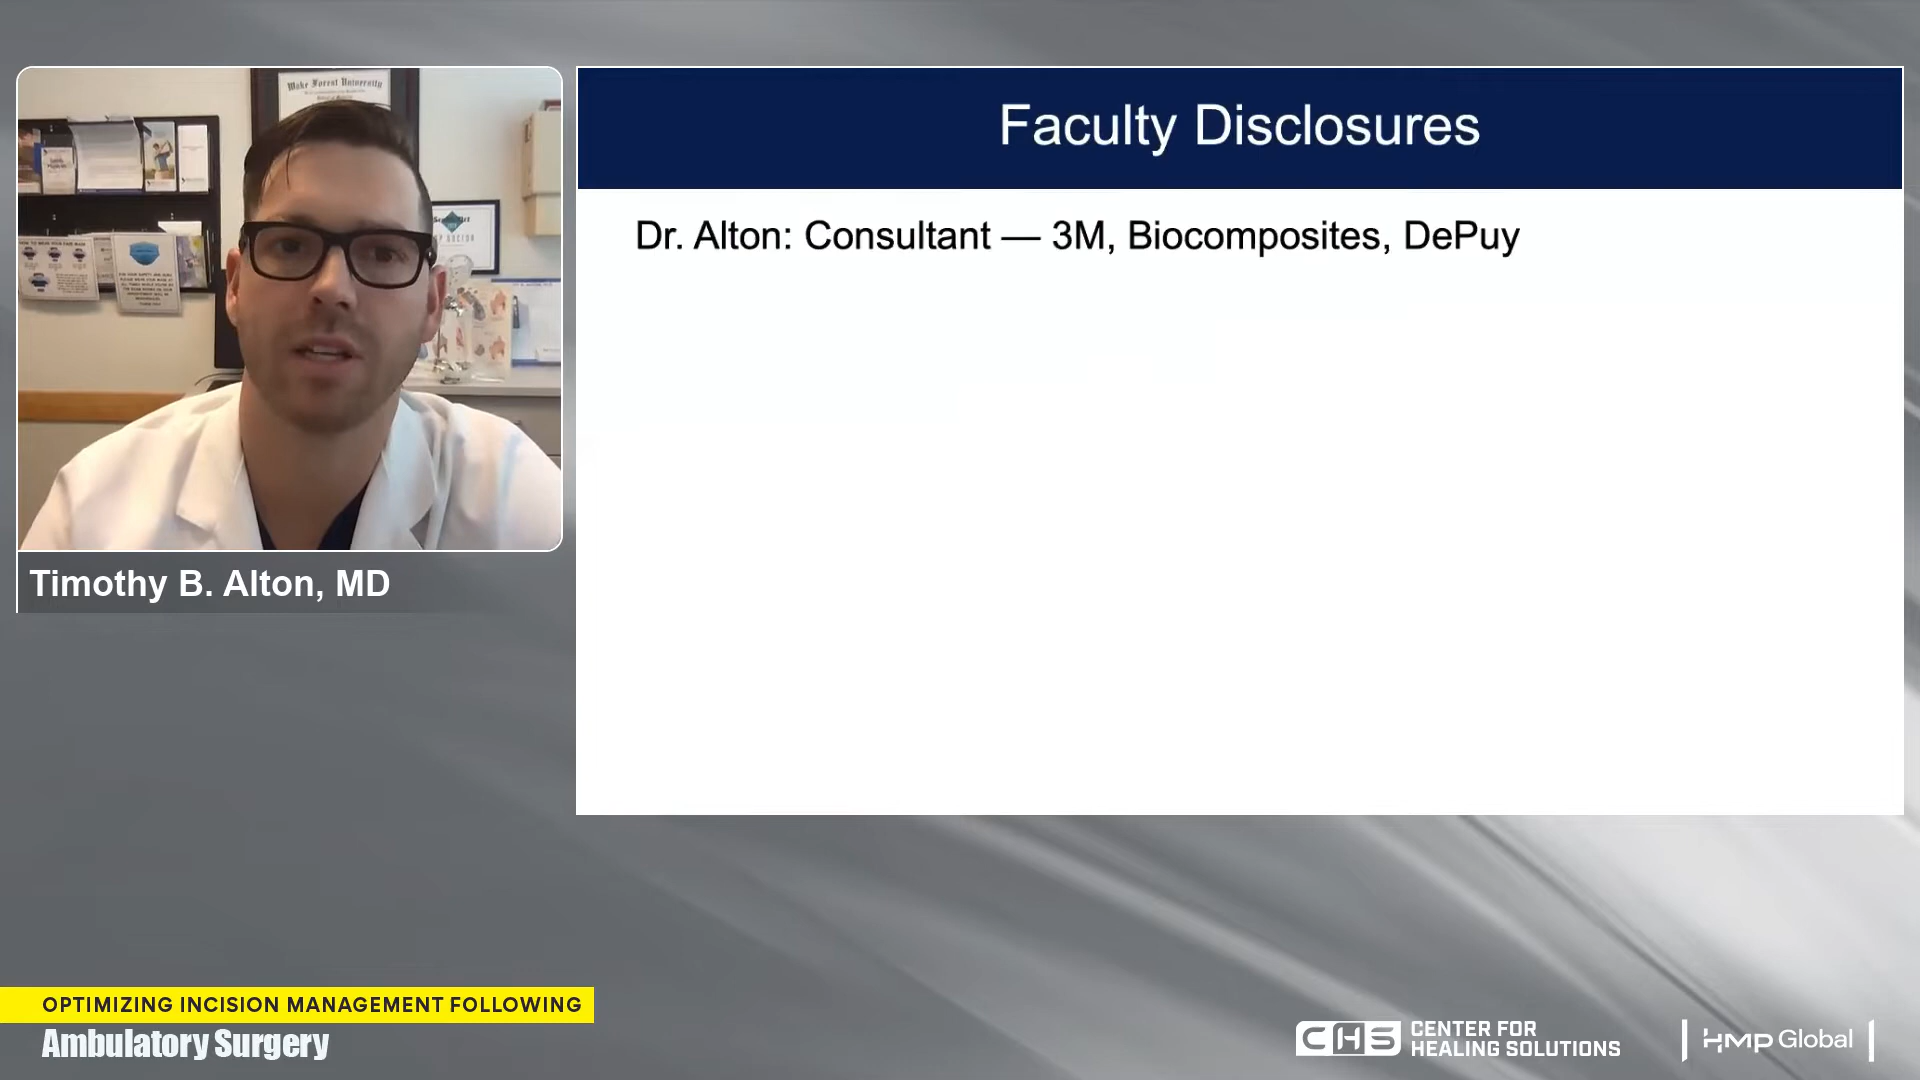 Wake Forest University
Faculty Disclosures
Dr. Alton: Consultant — 3M, Biocomposites, DePuy
Timothy B. Alton, MD
OPTIMIZING INCISION MANAGEMENT FOLLOWING
Ambulatory Surgery
CHS
CENTER FOR
HEALING SOLUTIONS
HMP Global